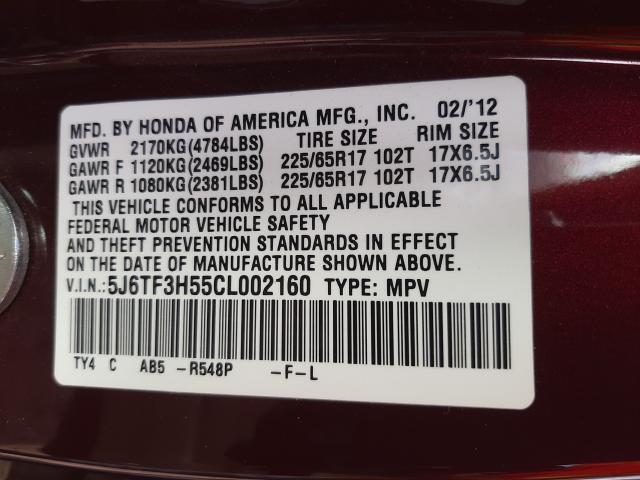 MFD. BY HONDA OF AMERICA MFG., INC. 02/'12
GVWR 2170KG(4784LBS) TIRE SIZE RIM SIZE
GAWR F 1120KG(2469LBS) 225/65R17 102T 17X6.5J
GAWR R 1080KG(2381LBS) 225/65R17 102T 17X6.5J
THIS VEHICLE CONFORMS TO ALL APPLICABLE
FEDERAL MOTOR VEHICLE SAFETY
AND THEFT PREVENTION STANDARDS IN EFFECT
ON THE DATE OF MANUFACTURE SHOWN ABOVE.
V.I.N.:5J6TF3H55CL002160 TYPE: MPV
TY4 C AB5 -R548P -F-L